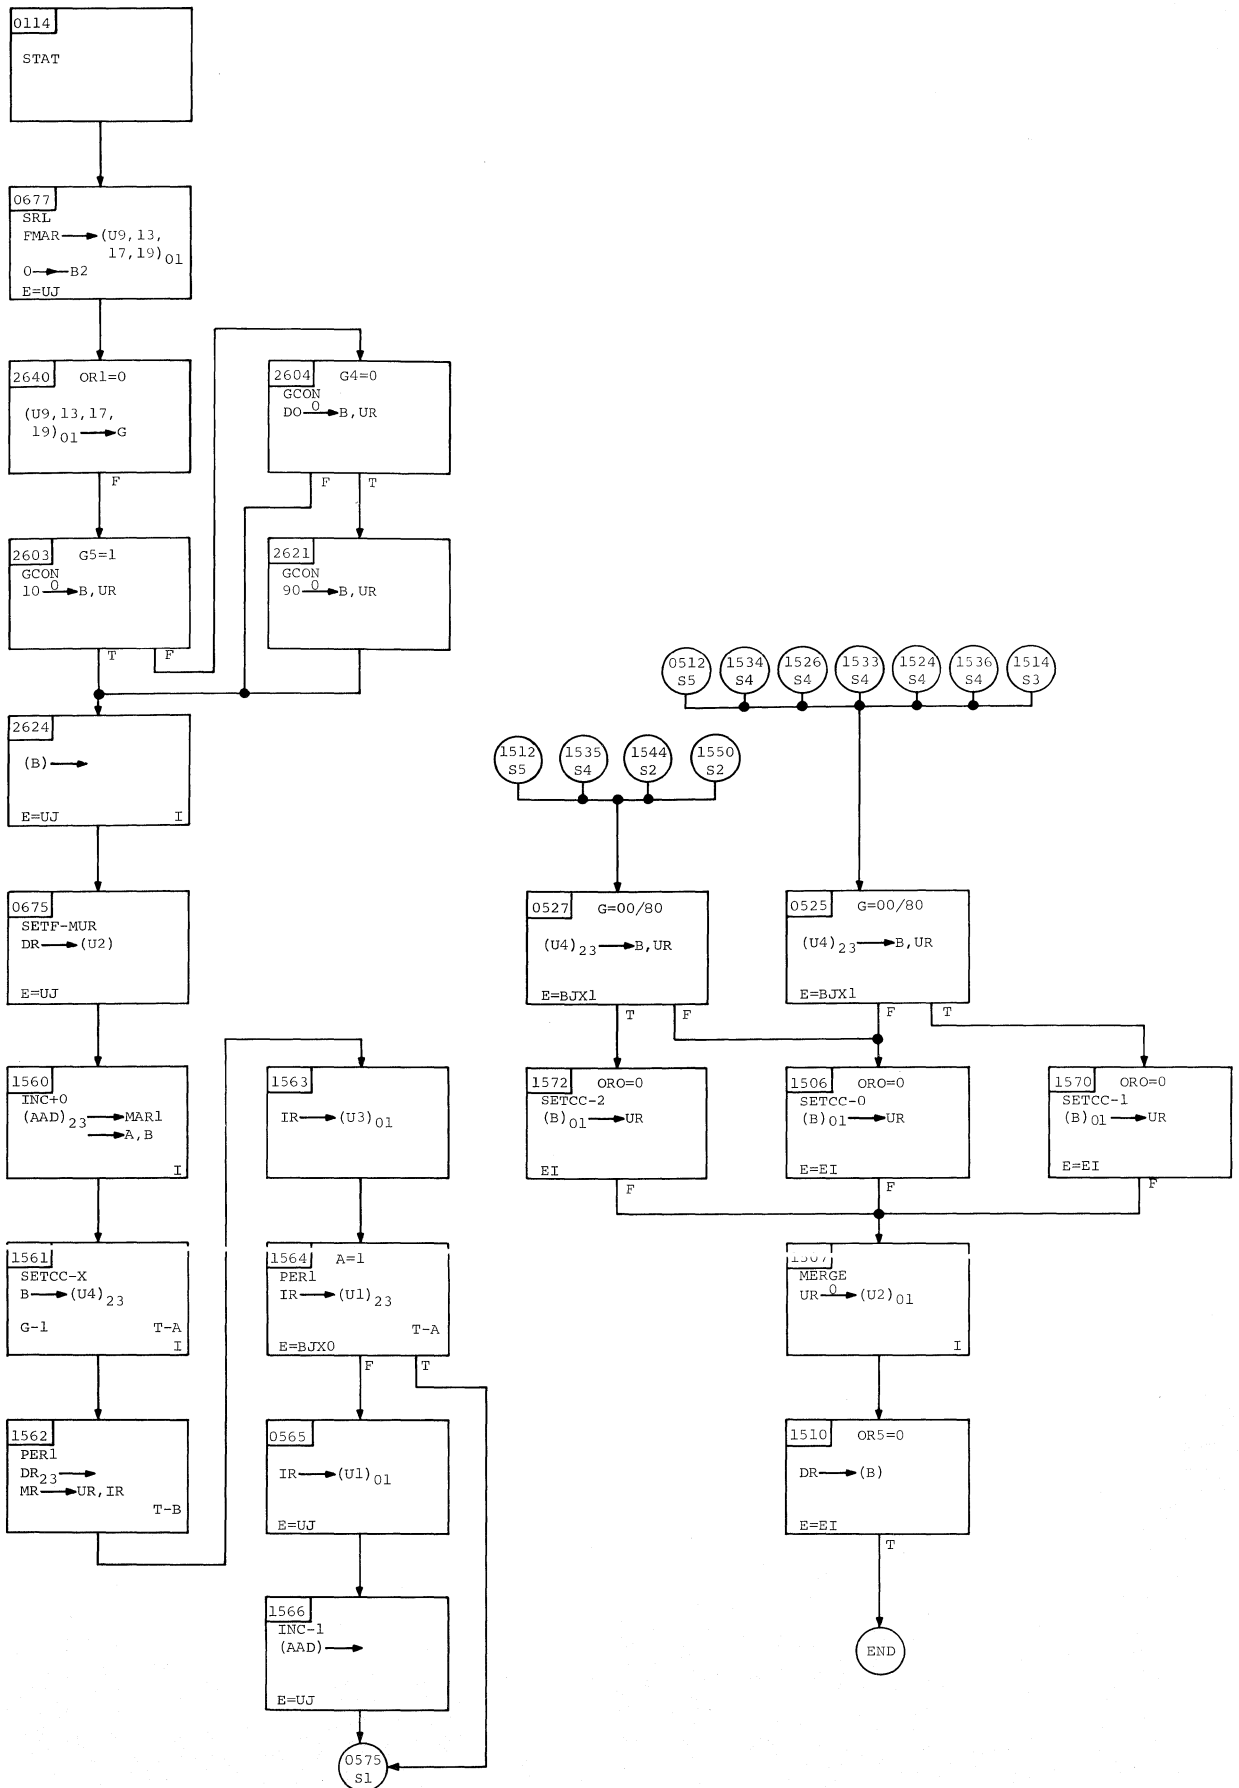 0114
STAT
0677
SRL
FMAR → (U9,13,
17,19)01
0 → B2
E=UJ
2640 OR1=0
(U9,13,17,
19)01 → G
F
2603 G5=1
GCON
10 0 → B,UR
T F
2604 G4=0
GCON
DO 0 → B,UR
F T
2621
GCON
90 0 → B,UR
2624
(B) →
E=UJ I
0675
SETF-MUR
DR → (U2)
E=UJ
1560
INC+0
(AAD)23 → MAR1
→ A,B
I
1561
SETCC-X
B → (U4)23
G-1 T-A
I
1562
PER1
DR23 →
MR → UR,IR
T-B
1563
IR → (U3)01
1564 A=1
PER1
IR → (U1)23
T-A
E=BJX0
F T
0565
IR → (U1)01
E=UJ
1566
INC-1
(AAD) →
E=UJ
0575
S1
0512
S5
1534
S4
1526
S4
1533
S4
1524
S4
1536
S4
1514
S3
1512
S5
1535
S4
1544
S2
1550
S2
0527 G=00/80
(U4)23 → B,UR
E=BJX1
T F
0525 G=00/80
(U4)23 → B,UR
E=BJX1
F T
1572 ORO=0
SETCC-2
(B)01 → UR
EI
F
1506 ORO=0
SETCC-0
(B)01 → UR
E=EI
F
1570 ORO=0
SETCC-1
(B)01 → UR
E=EI
F
1507
MERGE
UR 0 → (U2)01
I
1510 OR5=0
DR → (B)
E=EI
T
END